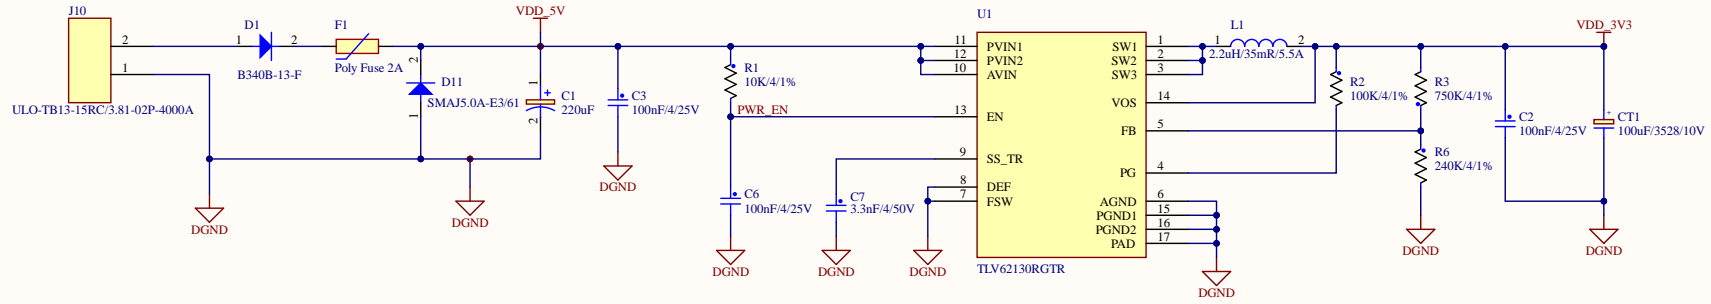 J10
2
1
ULO-TB13-15RC/3.81-02P-4000A
DGND
D1
1
2
B340B-13-F
F1
Poly Fuse 2A
2
D11
SMAJ5.0A-E3/61
1
DGND
VDD_5V
1
+
C1
220uF
2
C3
100nF/4/25V
DGND
R1
10K/4/1%
PWR_EN
C6
100nF/4/25V
DGND
C7
3.3nF/4/50V
DGND
DGND
U1
11 PVIN1
12 PVIN2
10 AVIN
13 EN
9 SS_TR
8 DEF
7 FSW
SW1 1
SW2 2
SW3 3
VOS 14
FB 5
PG 4
AGND 6
PGND1 15
PGND2 16
PAD 17
TLV62130RGTR
DGND
L1
1
2
2.2uH/35mR/5.5A
R2
100K/4/1%
R3
750K/4/1%
R6
240K/4/1%
DGND
C2
100nF/4/25V
VDD_3V3
+
CT1
100uF/3528/10V
DGND